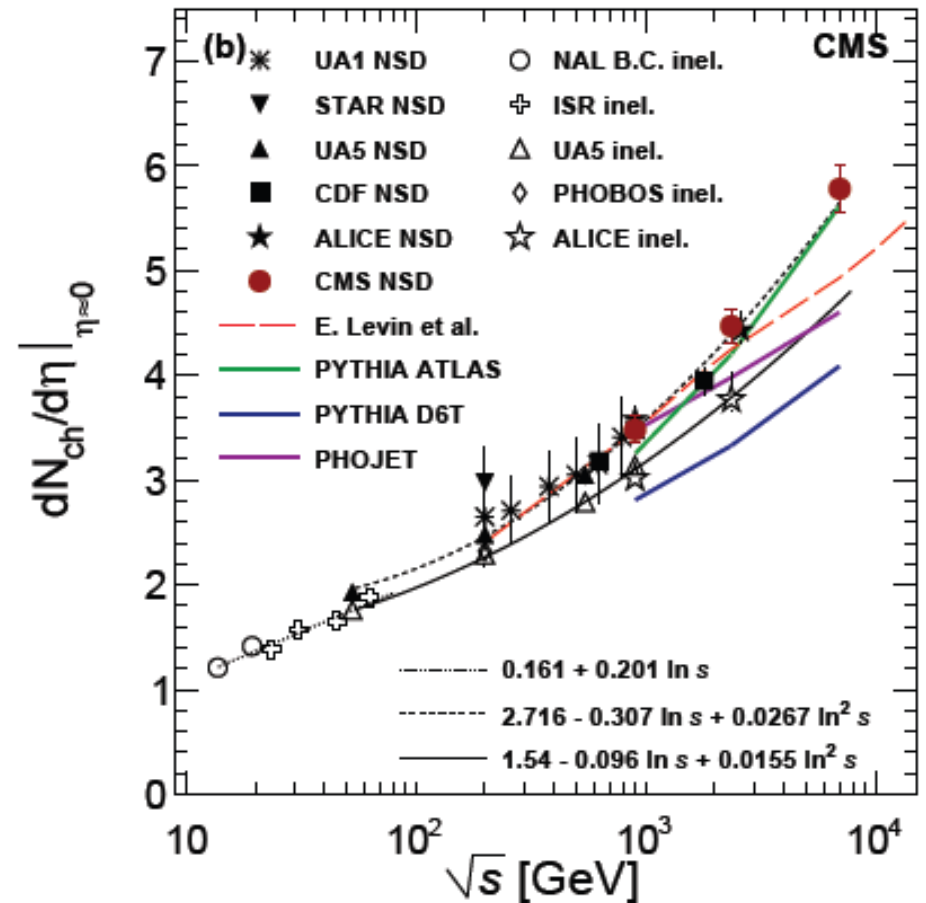 (b)
CMS
UA1 NSD
STAR NSD
UA5 NSD
CDF NSD
ALICE NSD
CMS NSD
E. Levin et al.
PYTHIA ATLAS
PYTHIA D6T
PHOJET
NAL B.C. inel.
ISR inel.
UA5 inel.
PHOBOS inel.
ALICE inel.
0.161 + 0.201 ln s
2.716 - 0.307 ln s + 0.0267 ln² s
1.54 - 0.096 ln s + 0.0155 ln² s
dN_ch/dη|_η≈0
7
6
5
4
3
2
1
0
10
10²
10³
10⁴
√s [GeV]